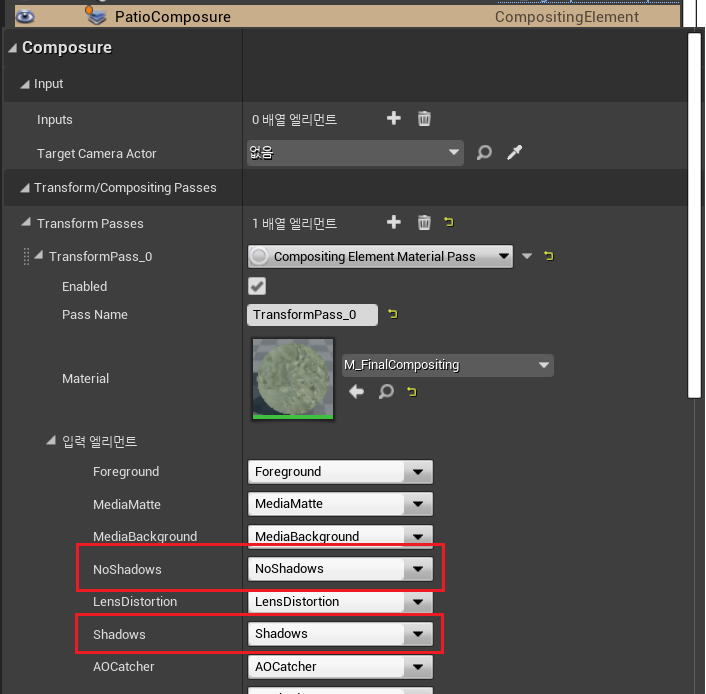 PatioComposure CompositingElement
Composure
Input
Inputs 0 배열 엘리먼트
Target Camera Actor 없음
Transform/Compositing Passes
Transform Passes 1 배열 엘리먼트
TransformPass_0 Compositing Element Material Pass
Enabled
Pass Name TransformPass_0
Material M_FinalCompositing
입력 엘리먼트
Foreground Foreground
MediaMatte MediaMatte
MediaBackground MediaBackground
NoShadows NoShadows
LensDistortion LensDistortion
Shadows Shadows
AOCatcher AOCatcher